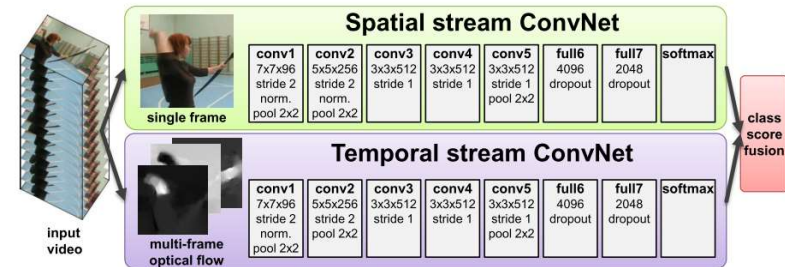 Spatial stream ConvNet
conv1
7x7x96
stride 2
norm.
pool 2x2
conv2
5x5x256
stride 2
norm.
pool 2x2
conv3
3x3x512
stride 1
conv4
3x3x512
stride 1
conv5
3x3x512
stride 1
pool 2x2
full6
4096
dropout
full7
2048
dropout
softmax
single frame
Temporal stream ConvNet
conv1
7x7x96
stride 2
norm.
pool 2x2
conv2
5x5x256
stride 2
pool 2x2
conv3
3x3x512
stride 1
conv4
3x3x512
stride 1
conv5
3x3x512
stride 1
pool 2x2
full6
4096
dropout
full7
2048
dropout
softmax
multi-frame
optical flow
input
video
class
score
fusion